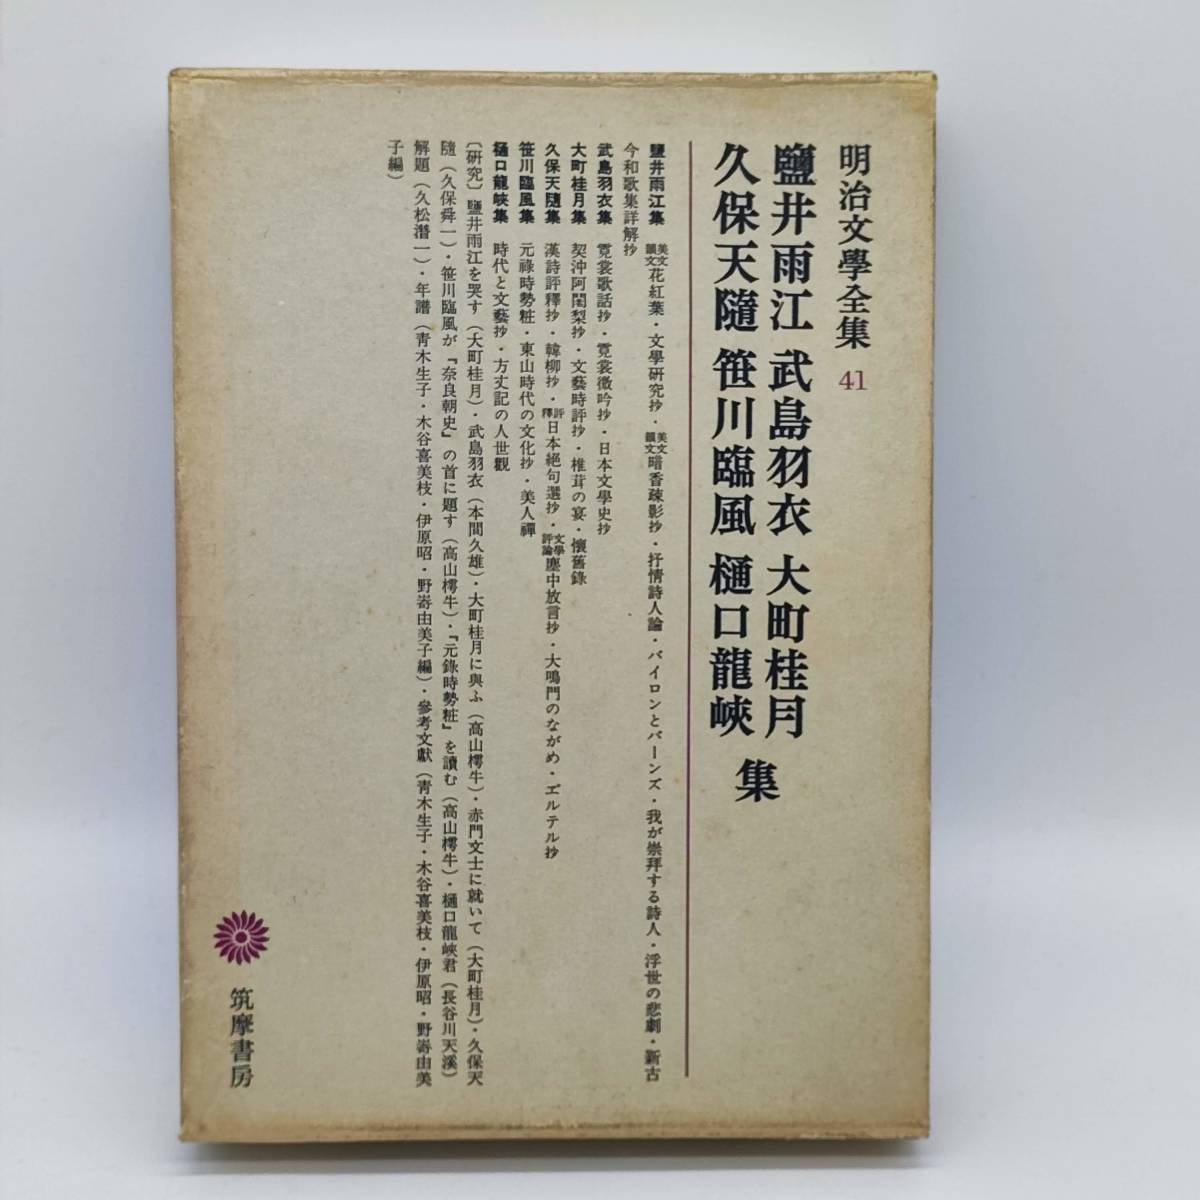 明治文學全集 41
鹽井雨江 武島羽衣 大町桂月
久保天隨 笹川臨風 樋口龍峽
集
鹽井雨江集 美文韻文花紅葉・文學研究抄・美文韻文暗香疎影抄・抒情詩人論・バイロンとバーンズ・我が崇拜する詩人・浮世の悲劇・新古
今和歌集詳解抄
武島羽衣集 霓裳歌話抄・霓裳微吟抄・日本文學史抄
大町桂月集 契沖阿闍梨抄・文藝時評抄・椎茸の宴・懷舊錄
久保天隨集 漢詩評釋抄・韓柳抄・評釋日本絕句選抄・文學評論塵中放言抄・大鳴門のながめ・エルテル抄
笹川臨風集 元祿時勢粧・東山時代の文化抄・美人禪
樋口龍峽集 時代と文藝抄・方丈記の人世觀
〔硏究〕鹽井雨江を哭す（大町桂月）・武島羽衣（本間久雄）・大町桂月に與ふ（高山樗牛）・赤門文士に就いて（大町桂月）・久保天
隨（久保舜一）・笹川臨風が『奈良朝史』の首に題す（高山樗牛）・『元錄時勢粧』を讀む（高山樗牛）・樋口龍峽君（長谷川天溪）
解題（久松潛一）・年譜（青木生子・木谷喜美枝・伊原昭・野嵜由美子編）・參考文獻（青木生子・木谷喜美枝・伊原昭・野嵜由美
子編）
筑摩書房